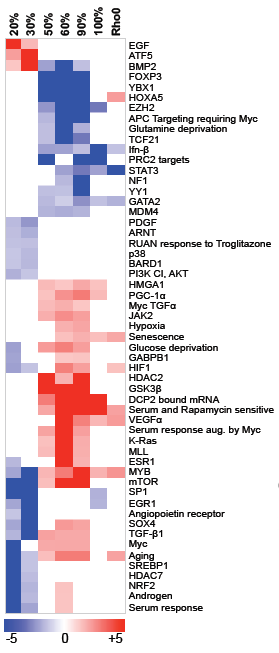 20% 30% 50% 60% 90% 100% Rho0
EGF
ATF5
BMP2
FOXP3
YBX1
HOXA5
EZH2
APC Targeting requiring Myc
Glutamine deprivation
TCF21
Ifn-β
PRC2 targets
STAT3
NF1
YY1
GATA2
MDM4
PDGF
ARNT
RUAN response to Troglitazone
p38
BARD1
PI3K CI, AKT
HMGA1
PGC-1α
Myc TGFα
JAK2
Hypoxia
Senescence
Glucose deprivation
GABPB1
HIF1
HDAC2
GSK3β
DCP2 bound mRNA
Serum and Rapamycin sensitive
VEGFα
Serum response aug. by Myc
K-Ras
MLL
ESR1
MYB
mTOR
SP1
EGR1
Angiopoietin receptor
SOX4
TGF-β1
Myc
Aging
SREBP1
HDAC7
NRF2
Androgen
Serum response
-5 0 +5